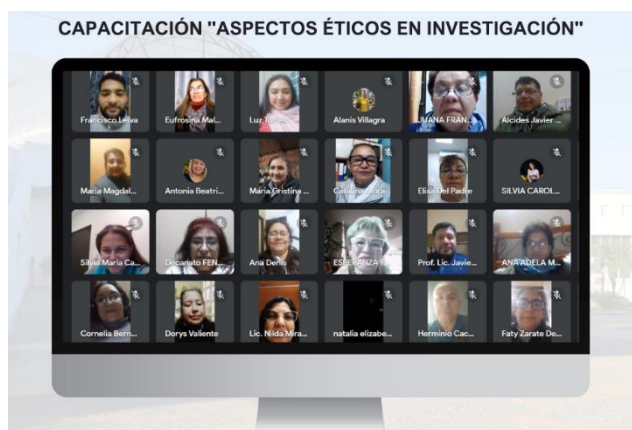 CAPACITACIÓN "ASPECTOS ÉTICOS EN INVESTIGACIÓN"
Francisco Leiva
Eufrosina Mal...
Luz
Alanis Villagra
JUANA FRAN...
Alcides Javier ...
Maria Magdal...
Antonia Beatri...
María Cristina ...
Elisa Del Padre
SILVIA CAROL...
Silvia María Ca...
Decanato FEN...
Ana Denis
ESPERANZA
Prof. Lic. Javie...
ANA ADELA M...
Cornelia Bern...
Dorys Valiente
Lic. Nilda Mira...
natalia elizabe...
Herminio Cac...
Faty Zarate De...